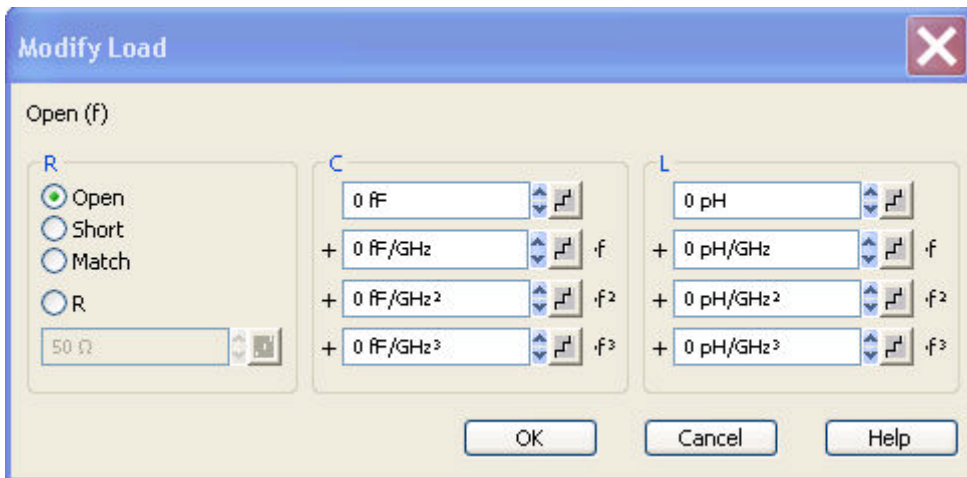 Modify Load
Open (f)
R
Open
Short
Match
R
50 Ω
C
0 fF
+ 0 fF/GHz ·f
+ 0 fF/GHz² ·f²
+ 0 fF/GHz³ ·f³
L
0 pH
+ 0 pH/GHz ·f
+ 0 pH/GHz² ·f²
+ 0 pH/GHz³ ·f³
OK Cancel Help